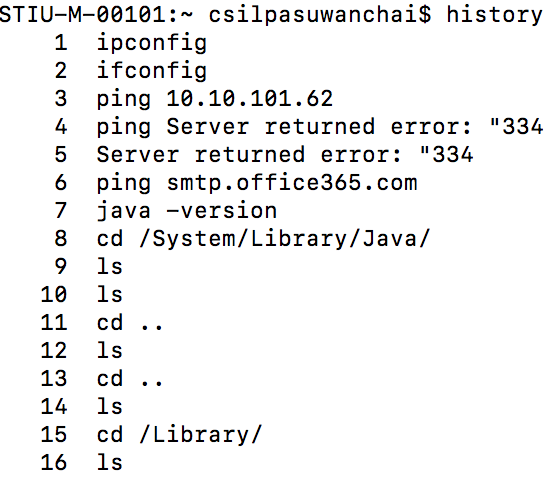 STIU-M-00101:~ csilpasuwanchai$ history
1 ipconfig
2 ifconfig
3 ping 10.10.101.62
4 ping Server returned error: "334
5 Server returned error: "334
6 ping smtp.office365.com
7 java -version
8 cd /System/Library/Java/
9 ls
10 ls
11 cd ..
12 ls
13 cd ..
14 ls
15 cd /Library/
16 ls